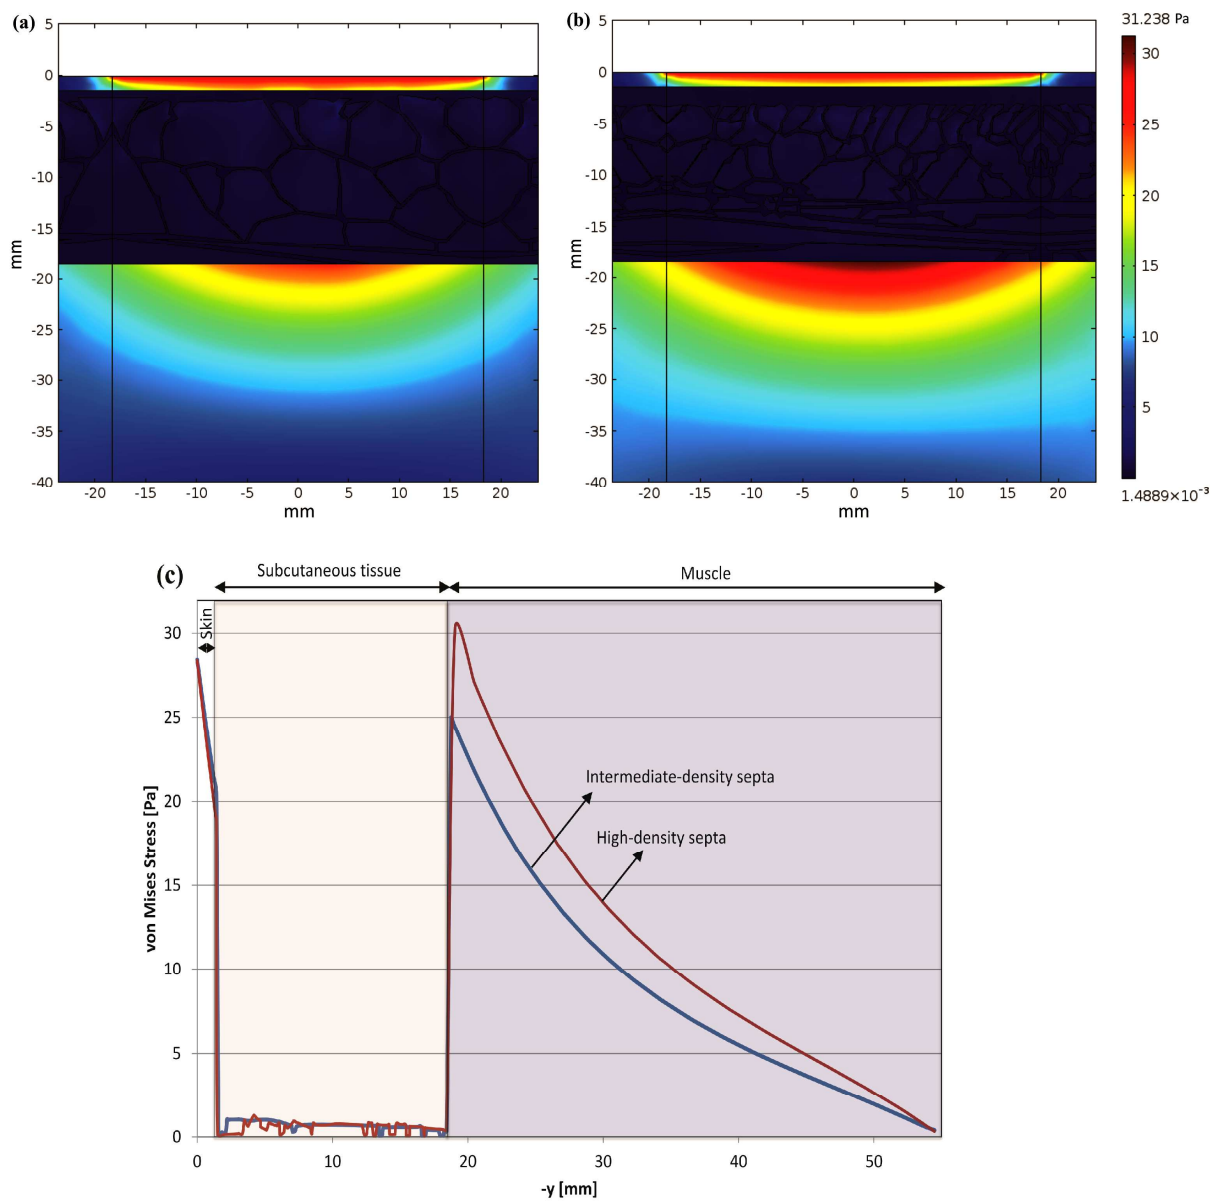 (a)
5
0
-5
-10
-15
-20
-25
-30
-35
-40
mm
-20 -15 -10 -5 0 5 10 15 20
mm
(b)
5
0
-5
-10
-15
-20
-25
-30
-35
-40
mm
-20 -15 -10 -5 0 5 10 15 20
mm
31.238 Pa
30
25
20
15
10
5
1.4889×10⁻³
(c)
Subcutaneous tissue
Muscle
Skin
30
25
20
15
10
5
0
von Mises Stress [Pa]
Intermediate-density septa
High-density septa
0 10 20 30 40 50
-y [mm]